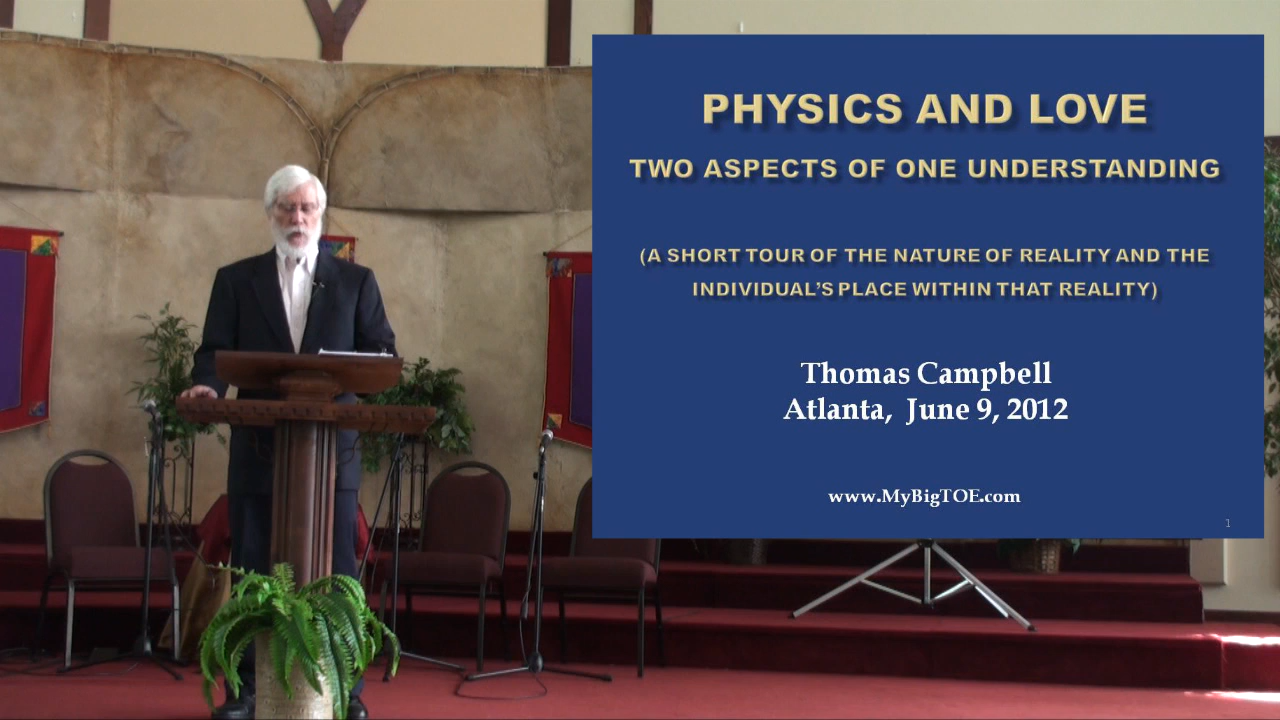 PHYSICS AND LOVE
TWO ASPECTS OF ONE UNDERSTANDING
(A SHORT TOUR OF THE NATURE OF REALITY AND THE
INDIVIDUAL'S PLACE WITHIN THAT REALITY)
Thomas Campbell
Atlanta,  June 9, 2012
www.MyBigTOE.com
1